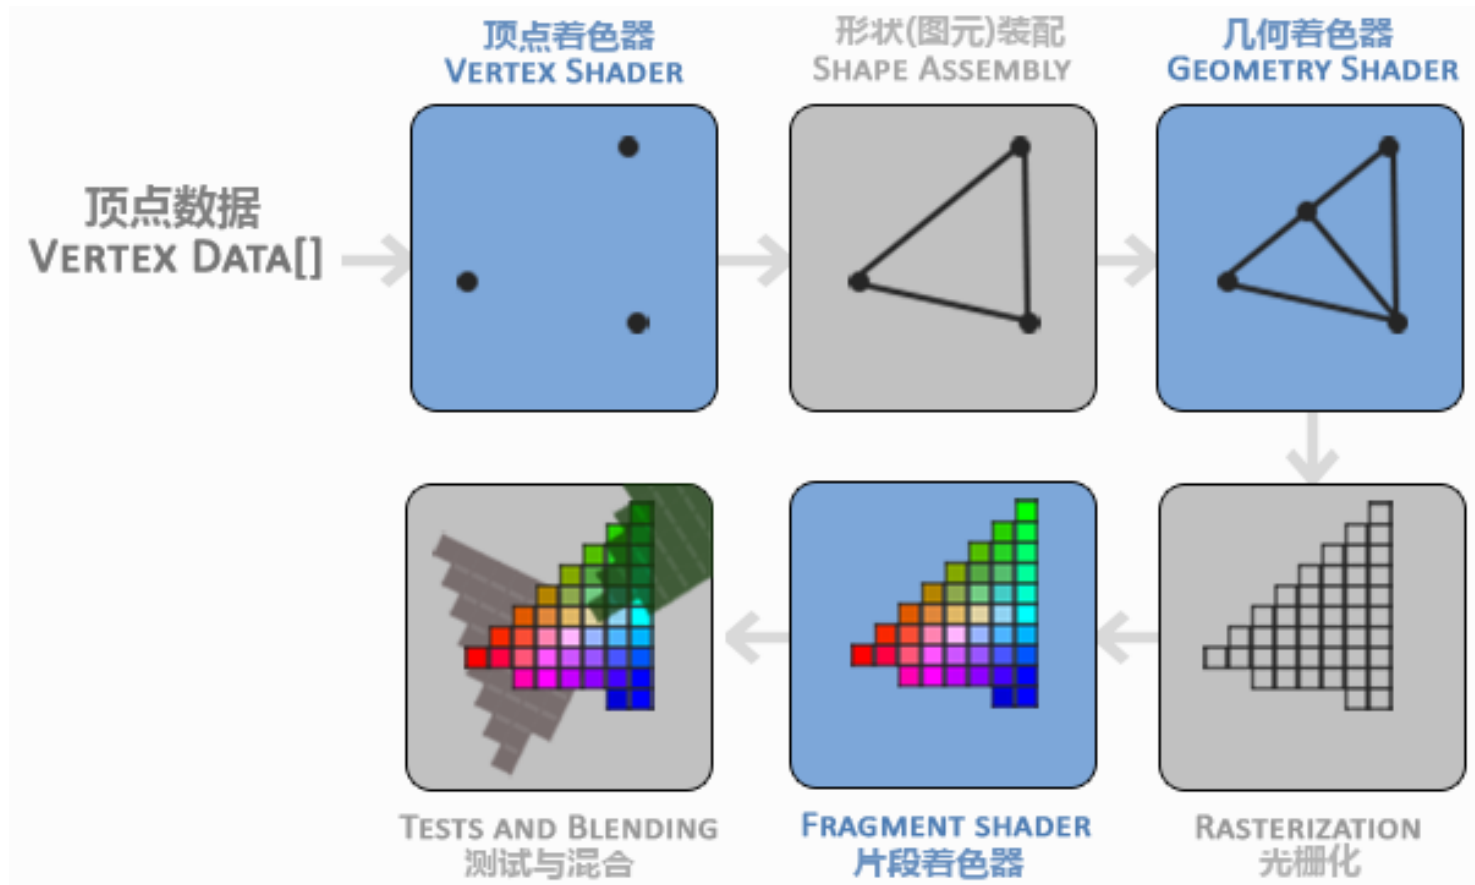 顶点着色器
VERTEX SHADER
形状(图元)装配
SHAPE ASSEMBLY
几何着色器
GEOMETRY SHADER
顶点数据
VERTEX DATA[]
TESTS AND BLENDING
测试与混合
FRAGMENT SHADER
片段着色器
RASTERIZATION
光栅化